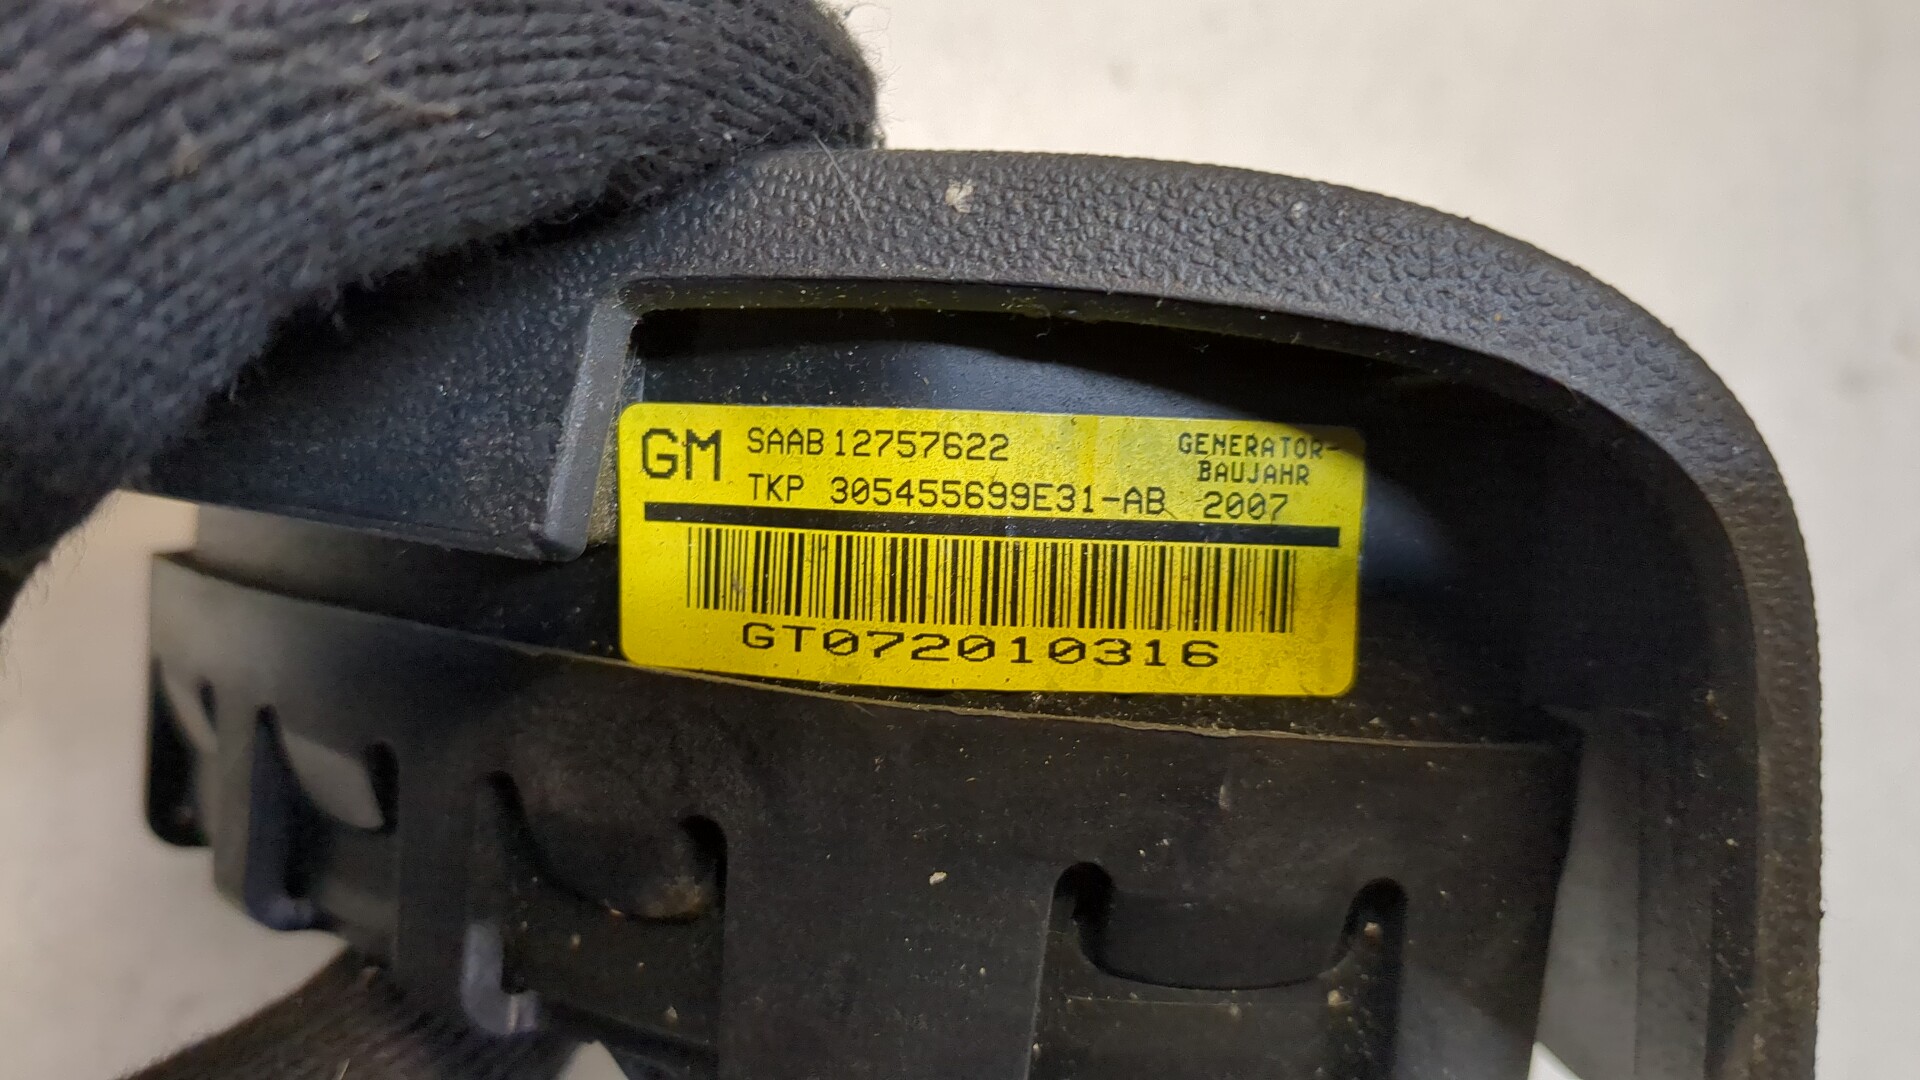 GM
SAAB 12757622
GENERATOR-
BAUJAHR
TKP 305455699E31-AB 2007
GT072010316